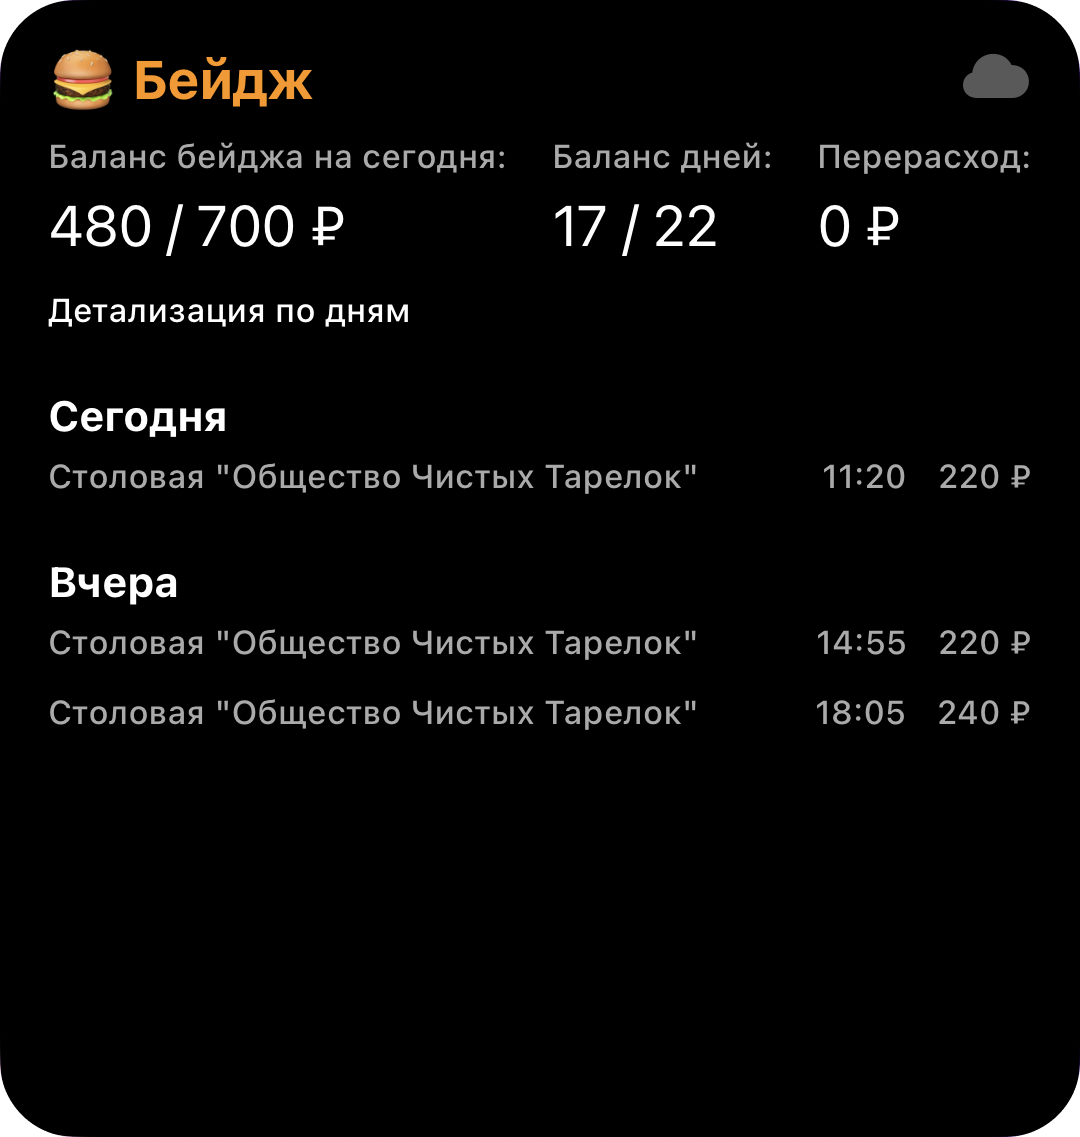 Бейдж
Баланс бейджа на сегодня: Баланс дней: Перерасход:
480 / 700 ₽ 17 / 22 0 ₽
Детализация по дням
Сегодня
Столовая "Общество Чистых Тарелок" 11:20 220 ₽
Вчера
Столовая "Общество Чистых Тарелок" 14:55 220 ₽
Столовая "Общество Чистых Тарелок" 18:05 240 ₽